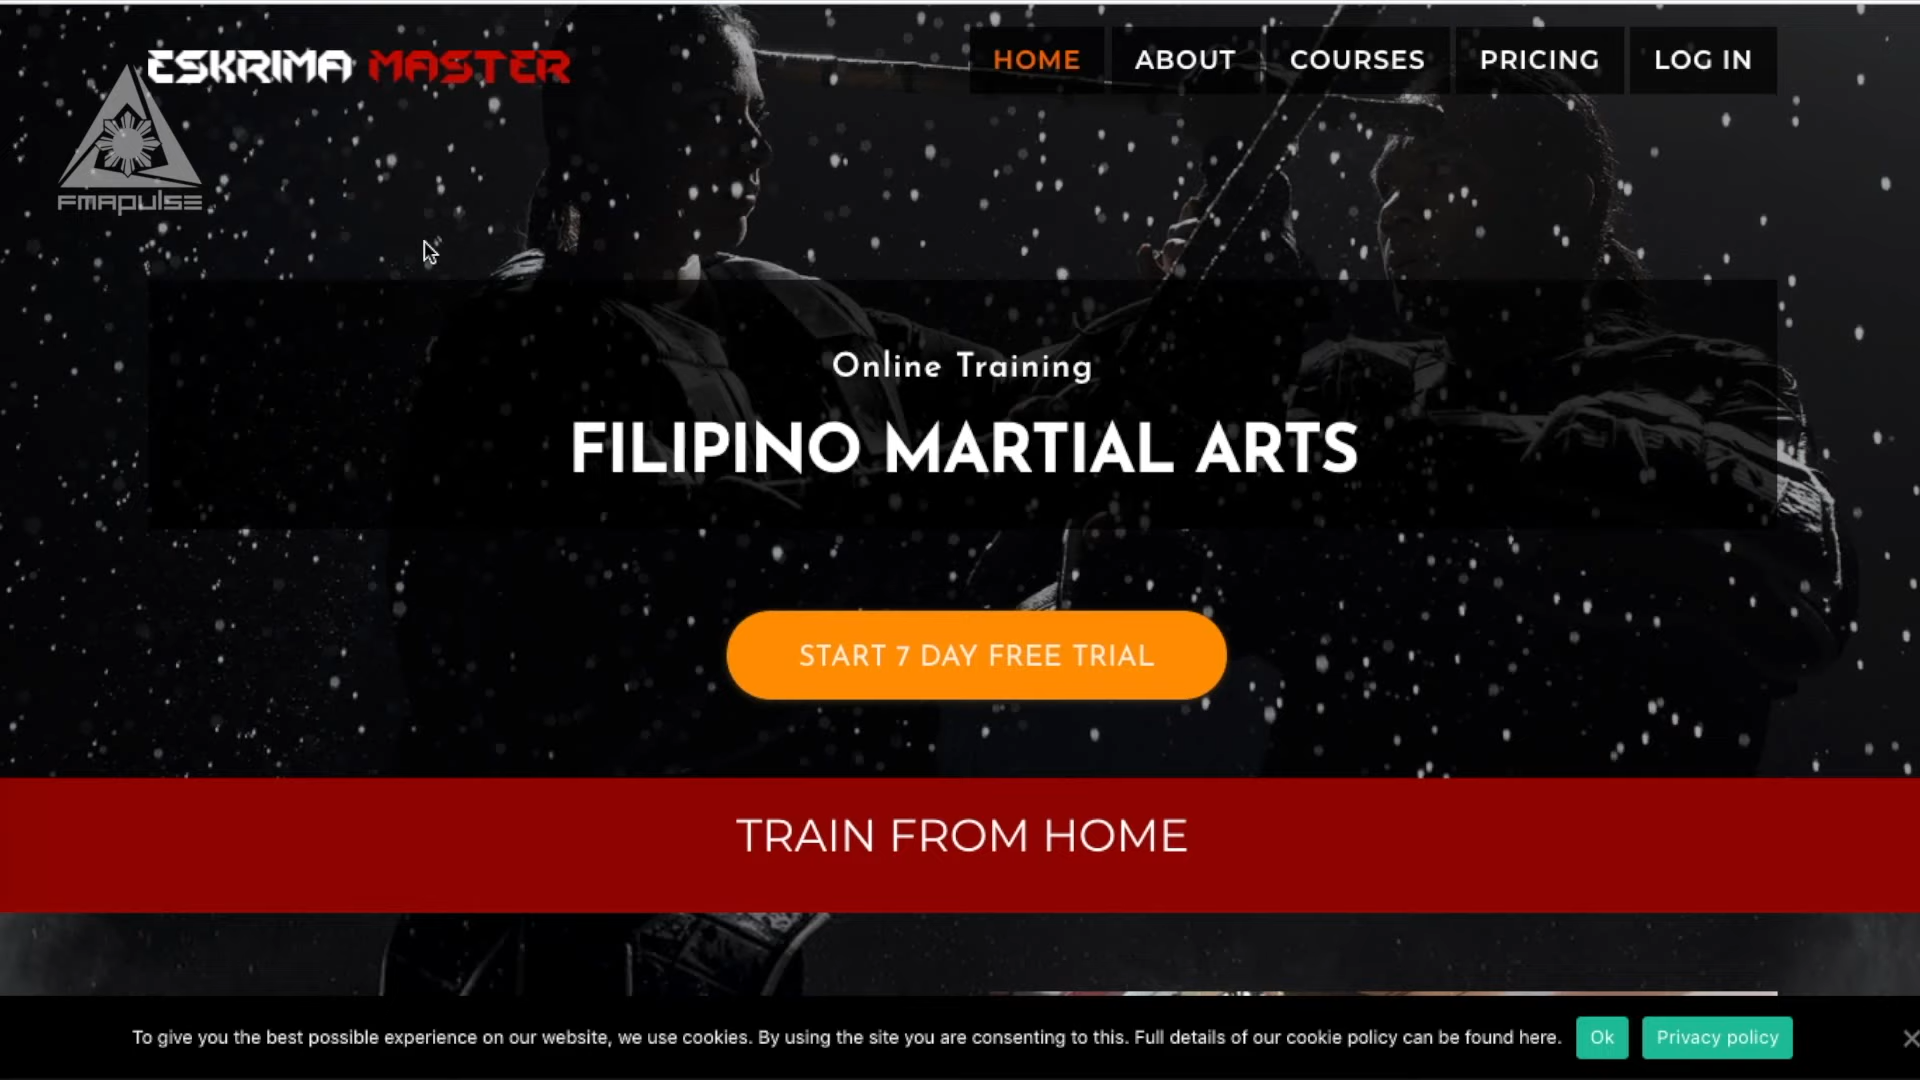 ESKRIMA MASTER
HOME ABOUT COURSES PRICING LOG IN
FMAPULSE
Online Training
FILIPINO MARTIAL ARTS
START 7 DAY FREE TRIAL
TRAIN FROM HOME
To give you the best possible experience on our website, we use cookies. By using the site you are consenting to this. Full details of our cookie policy can be found here. Ok Privacy policy